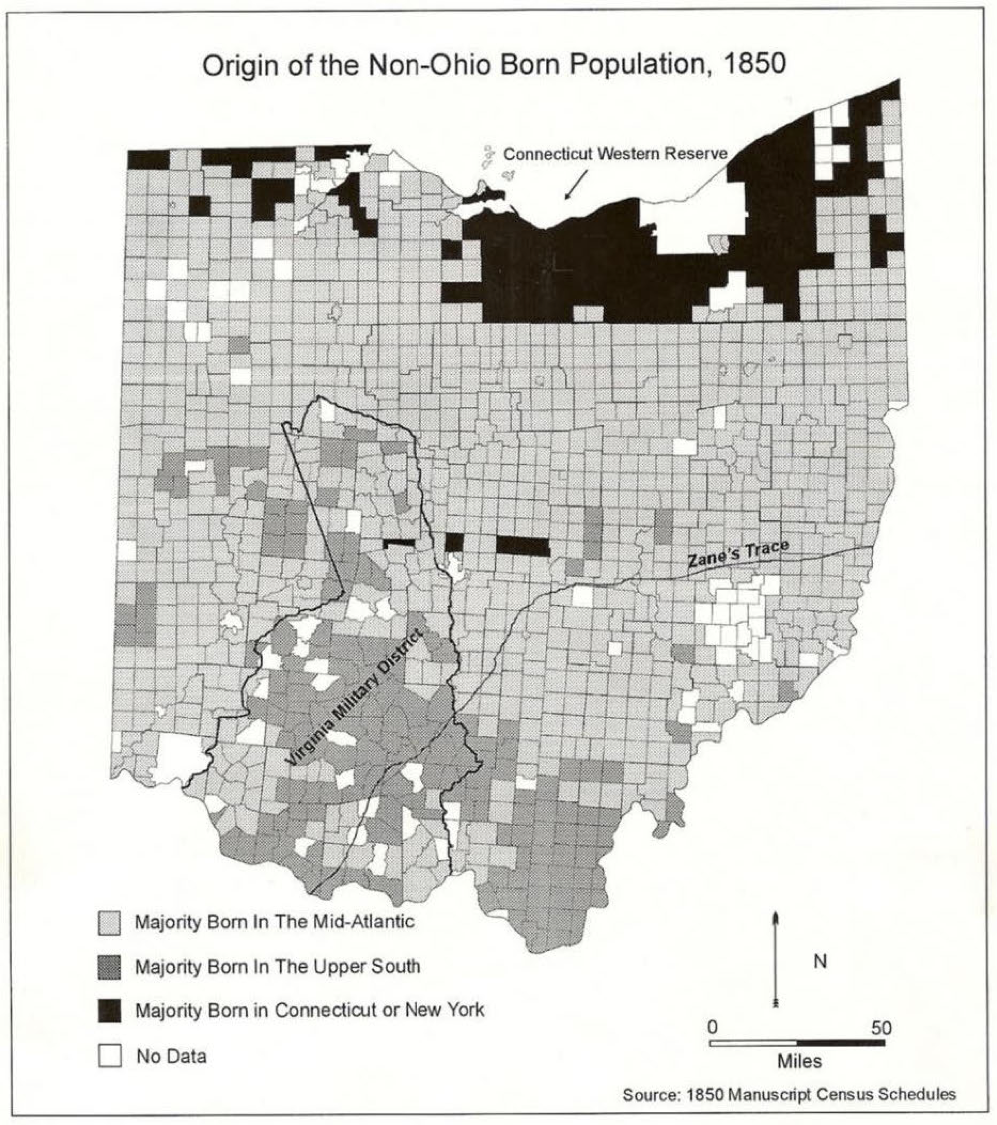 Origin of the Non-Ohio Born Population, 1850
Connecticut Western Reserve
Zane's Trace
Virginia Military District
Majority Born In The Mid-Atlantic
Majority Born In The Upper South
Majority Born in Connecticut or New York
No Data
N
0 50
Miles
Source: 1850 Manuscript Census Schedules